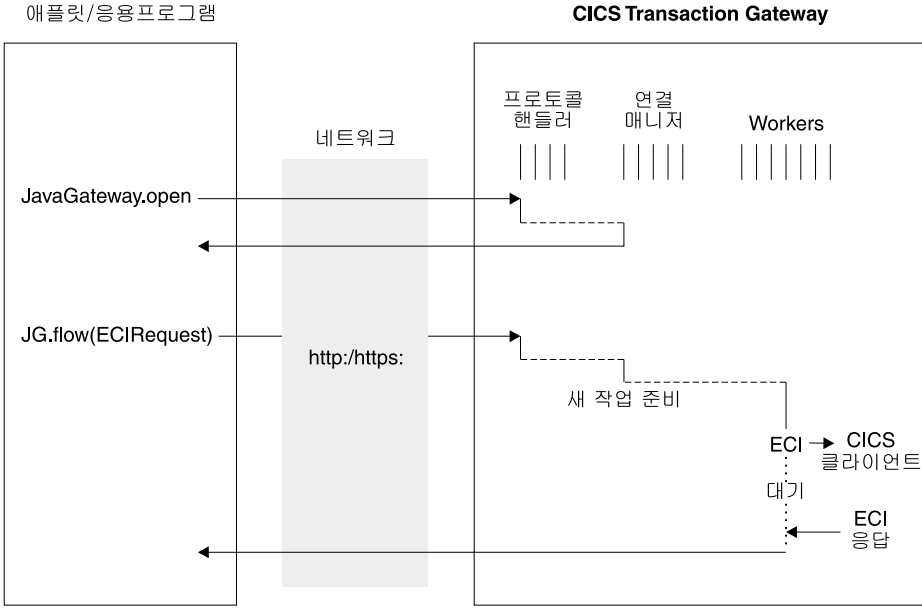 애플릿/응용프로그램
CICS Transaction Gateway
네트워크
프로토콜
핸들러
연결
매니저
Workers
JavaGateway.open
JG.flow(ECIRequest)
http:/https:
새 작업 준비
ECI
CICS
클라이언트
대기
ECI
응답